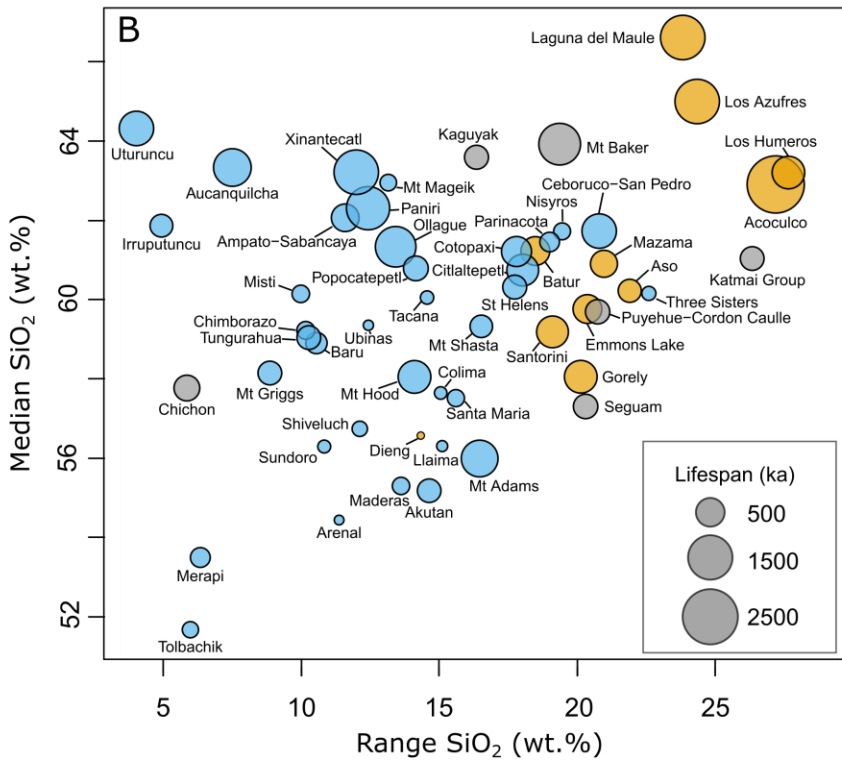 B
Laguna del Maule
Los Azufres
Los Humeros
Acoculco
Kaguyak
Mt Baker
Xinantecatl
Uturuncu
Aucanquilcha
Mt Mageik
Paniri
Ceboruco−San Pedro
Nisyros
Parinacota
Irruputuncu
Ampato−Sabancaya
Ollague
Cotopaxi
Mazama
Popocatepetl
Citlaltepetl
Batur
Aso
Katmai Group
Misti
Tacana
St Helens
Three Sisters
Chimborazo
Tungurahua
Baru
Ubinas
Mt Shasta
Santorini
Puyehue−Cordon Caulle
Emmons Lake
Chichon
Mt Griggs
Mt Hood
Colima
Santa Maria
Gorely
Seguam
Shiveluch
Sundoro
Dieng
Llaima
Mt Adams
Maderas
Akutan
Arenal
Merapi
Tolbachik
Lifespan (ka)
500
1500
2500
Median SiO₂ (wt.%)
64
60
56
52
5 10 15 20 25
Range SiO₂ (wt.%)